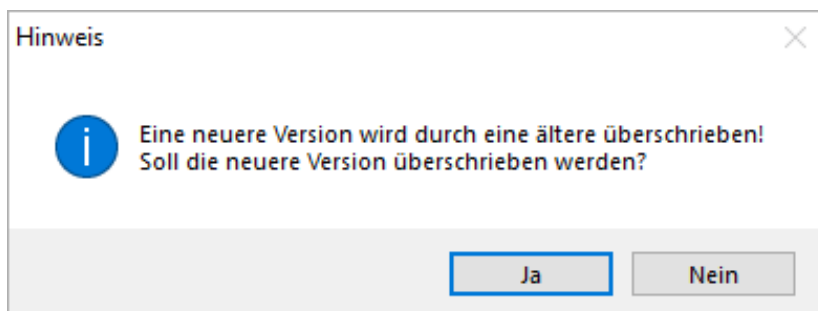 Hinweis
Eine neuere Version wird durch eine ältere überschrieben!
Soll die neuere Version überschrieben werden?
Ja
Nein